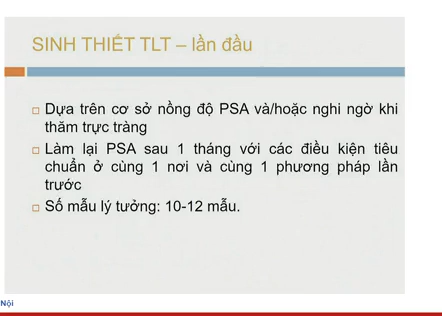 SINH THIẾT TLT – lần đầu
Dựa trên cơ sở nồng độ PSA và/hoặc nghi ngờ khi
thăm trực tràng
Làm lại PSA sau 1 tháng với các điều kiện tiêu
chuẩn ở cùng 1 nơi và cùng 1 phương pháp lần
trước
Số mẫu lý tưởng: 10-12 mẫu.
Nội